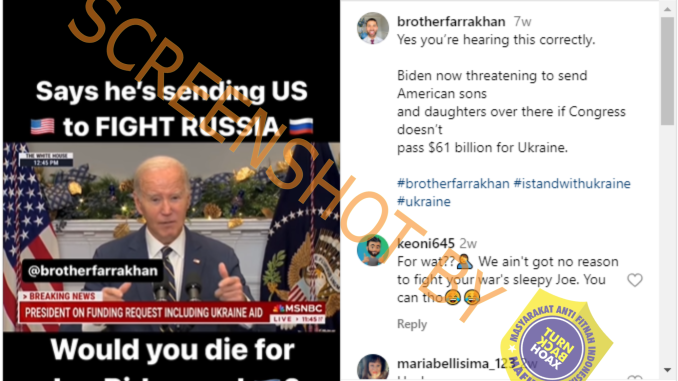 Says he's sending US
🇺🇸 to FIGHT RUSSIA 🇷🇺
THE WHITE HOUSE
12:45 PM
@brotherfarrakhan
> BREAKING NEWS
PRESIDENT ON FUNDING REQUEST INCLUDING UKRAINE AID
MSNBC
LIVE
Would you die for
brotherfarrakhan 7w
Yes you're hearing this correctly.
Biden now threatening to send
American sons
and daughters over there if Congress
doesn't
pass $61 billion for Ukraine.
#brotherfarrakhan #istandwithukraine
#ukraine
keoni645 2w
For wat??🤦 We ain't got no reason
to fight your war's sleepy Joe. You
can tho😂😂
Reply
SCREENSHOT BY
MASYARAKAT ANTI FITNAH INDONESIA
TURN
BACK
HOAX